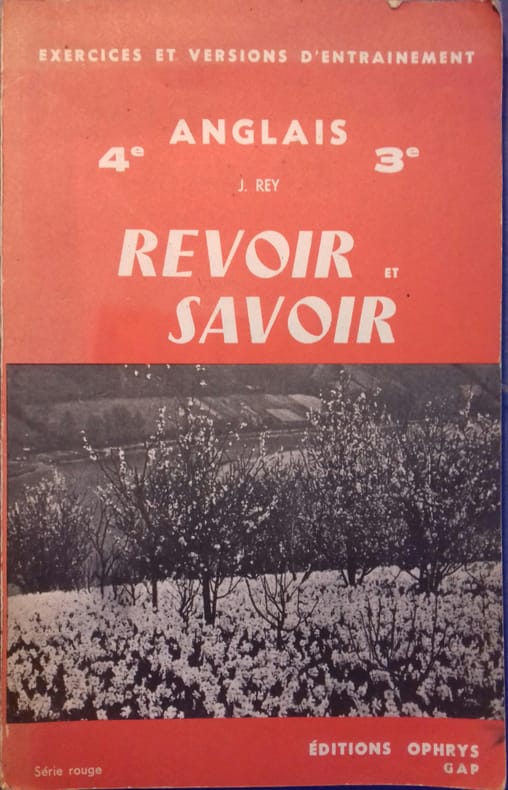 EXERCICES ET VERSIONS D'ENTRAINEMENT
ANGLAIS
4e 3e
J. REY
REVOIR ET
SAVOIR
ÉDITIONS OPHRYS
GAP
Série rouge